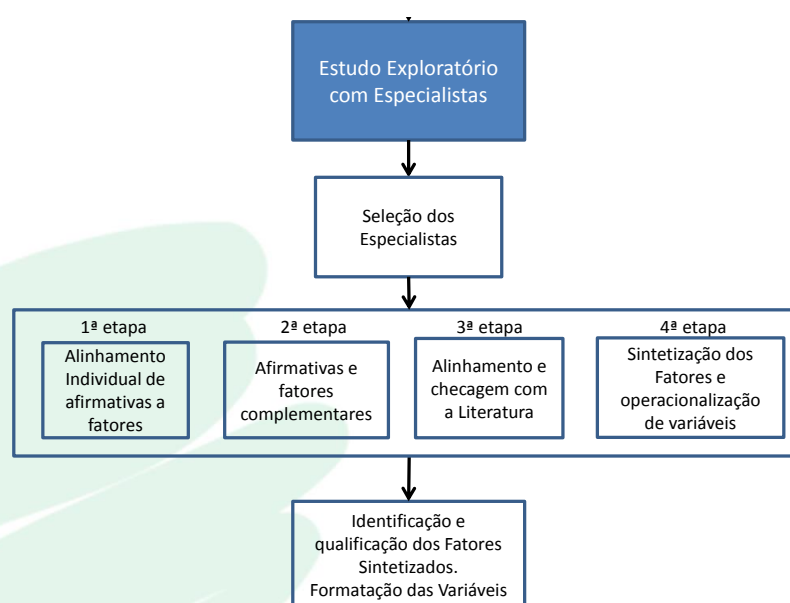 Estudo Exploratório
com Especialistas
Seleção dos
Especialistas
1ª etapa
Alinhamento
Individual de
afirmativas a
fatores
2ª etapa
Afirmativas e
fatores
complementares
3ª etapa
Alinhamento e
checagem com
a Literatura
4ª etapa
Sintetização dos
Fatores e
operacionalização
de variáveis
Identificação e
qualificação dos Fatores
Sintetizados.
Formatação das Variáveis